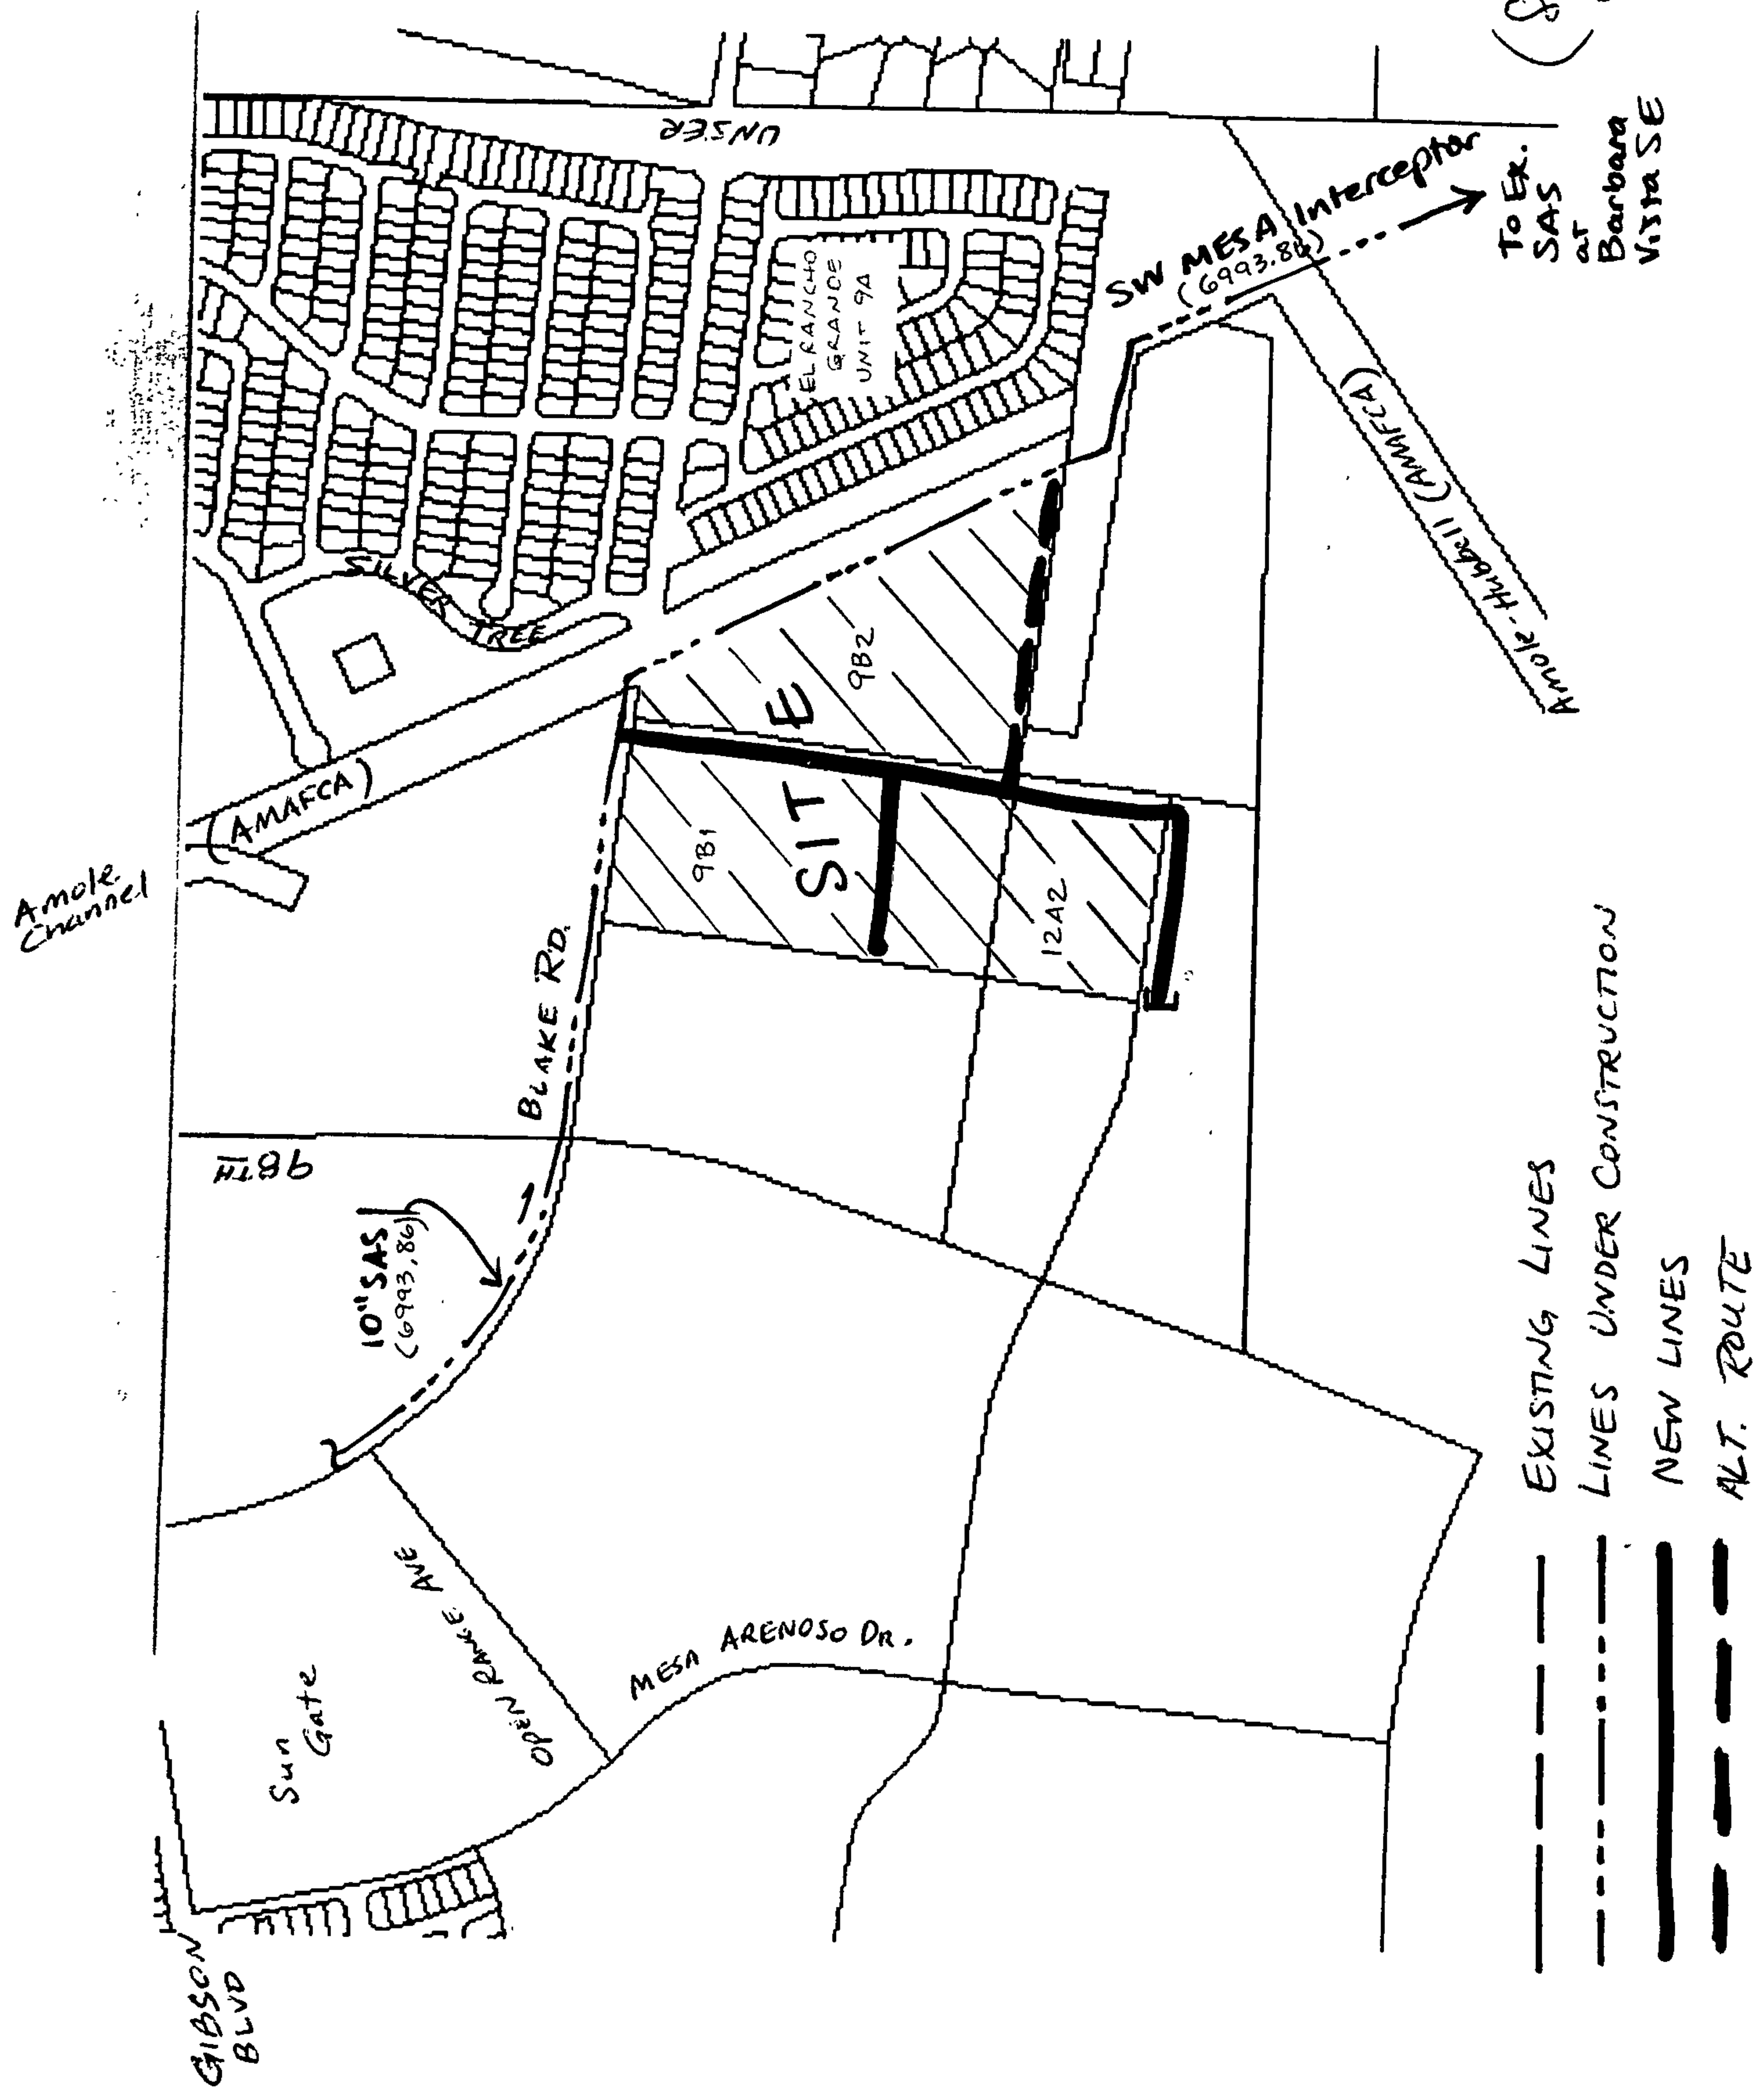 Amole
Channel
(AMAFCA)
SILVER
TREE
UNSER
EL RANCHO
GRANDE
UNIT 9A
SW MESA Interceptor
(6993.86)
To Ex.
SAS
at
Barbara
Vista SE
Amole-Hubbell (AMAFCA)
SITE
9B1
9B2
12A2
BLAKE RD.
98TH
10" SAS
(6993.86)
OPEN RANGE AVE
MESA ARENOSO DR.
Sun
Gate
GIBSON
BLVD
EXISTING LINES
LINES UNDER CONSTRUCTION
NEW LINES
ALT. ROUTE